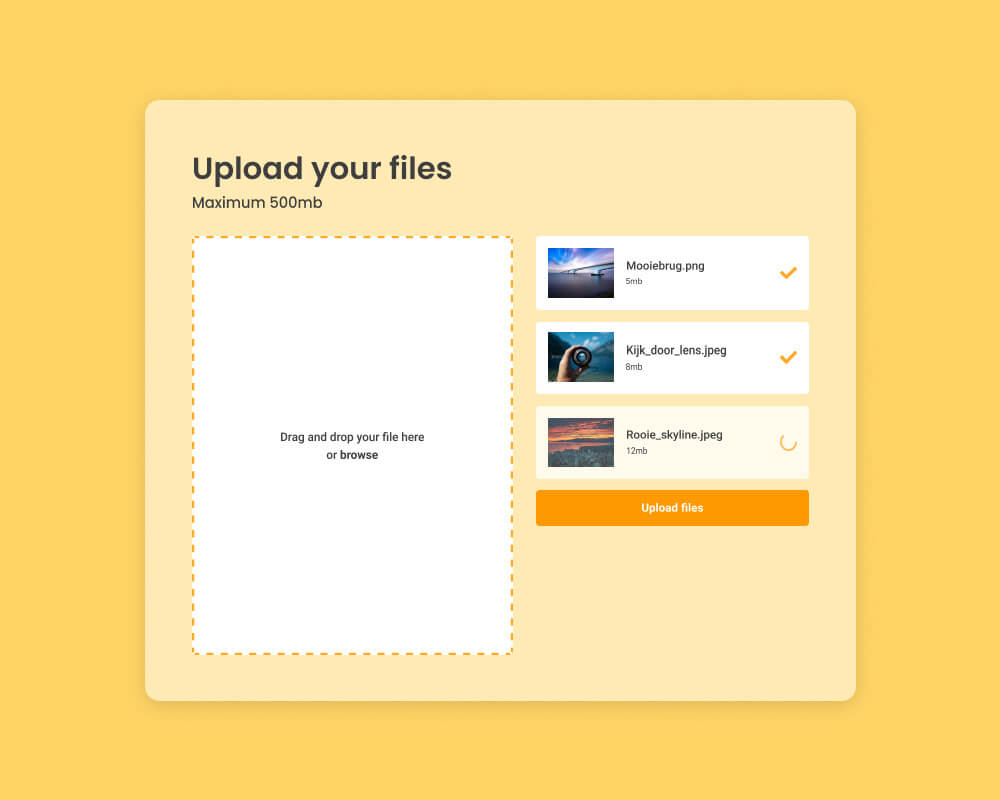 Upload your files
Maximum 500mb
Drag and drop your file here
or browse
Mooiebrug.png
5mb
Kijk_door_lens.jpeg
8mb
Rooie_skyline.jpeg
12mb
Upload files